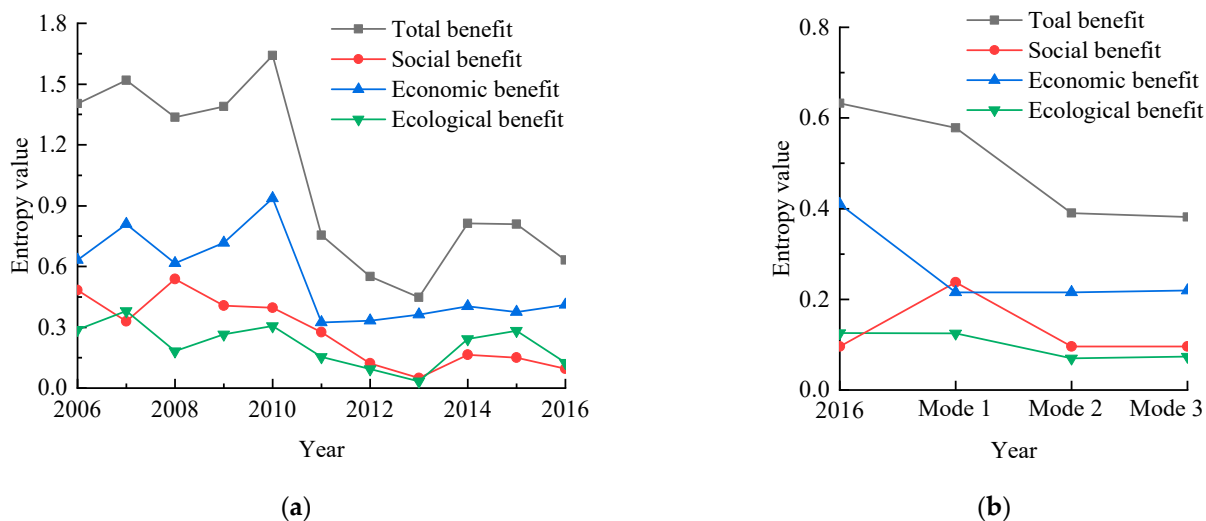 Total benefit
Social benefit
Economic benefit
Ecological benefit
Entropy value
1.8
1.5
1.2
0.9
0.6
0.3
0.0
2006
2008
2010
2012
2014
2016
Year
(a)
Toal benefit
Social benefit
Economic benefit
Ecological benefit
Entropy value
0.8
0.6
0.4
0.2
0.0
2016
Mode 1
Mode 2
Mode 3
Year
(b)